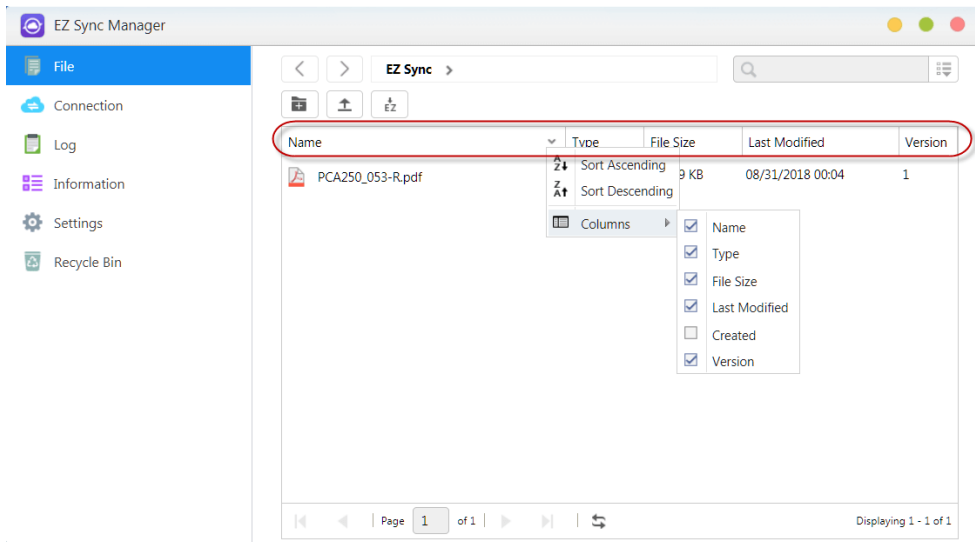 EZ Sync Manager
File
Connection
Log
Information
Settings
Recycle Bin
EZ Sync
EZ
Name Type File Size Last Modified Version
PCA250_053-R.pdf 9 KB 08/31/2018 00:04 1
A Z Sort Ascending
Z A Sort Descending
Columns
Name
Type
File Size
Last Modified
Created
Version
Page 1 of 1
Displaying 1 - 1 of 1